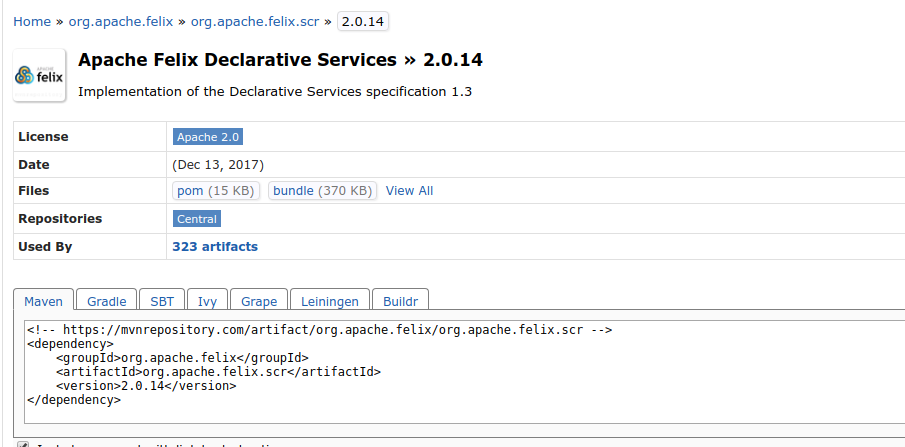 Home » org.apache.felix » org.apache.felix.scr » 2.0.14
APACHE
felix
Apache Felix Declarative Services » 2.0.14
Implementation of the Declarative Services specification 1.3
License Apache 2.0
Date (Dec 13, 2017)
Files pom (15 KB) bundle (370 KB) View All
Repositories Central
Used By 323 artifacts
Maven Gradle SBT Ivy Grape Leiningen Buildr
<!-- https://mvnrepository.com/artifact/org.apache.felix/org.apache.felix.scr -->
<dependency>
    <groupId>org.apache.felix</groupId>
    <artifactId>org.apache.felix.scr</artifactId>
    <version>2.0.14</version>
</dependency>